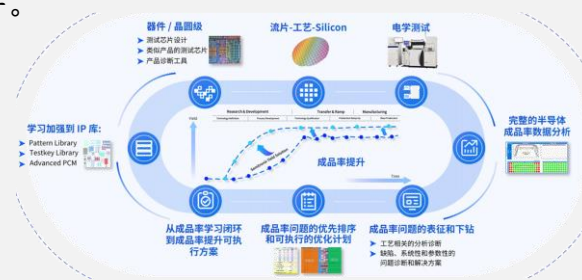 。
器件 / 晶圆级
➤ 测试芯片设计
➤ 类似产品的测试芯片
➤ 产品诊断工具
流片-工艺-Silicon
电学测试
学习加强到 IP 库:
➤ Pattern Library
➤ Testkey Library
➤ Advanced PCM
Research & Development
Transfer & Ramp
Manufacturing
Yield
成品率提升
Time
完整的半导体
成品率数据分析
从成品率学习闭环
到成品率提升可执
行方案
成品率问题的优先排序
和可执行的优化计划
成品率问题的表征和下钻
➤ 工艺相关的分析诊断
➤ 缺陷、系统性和参数性的
问题诊断和解决方案